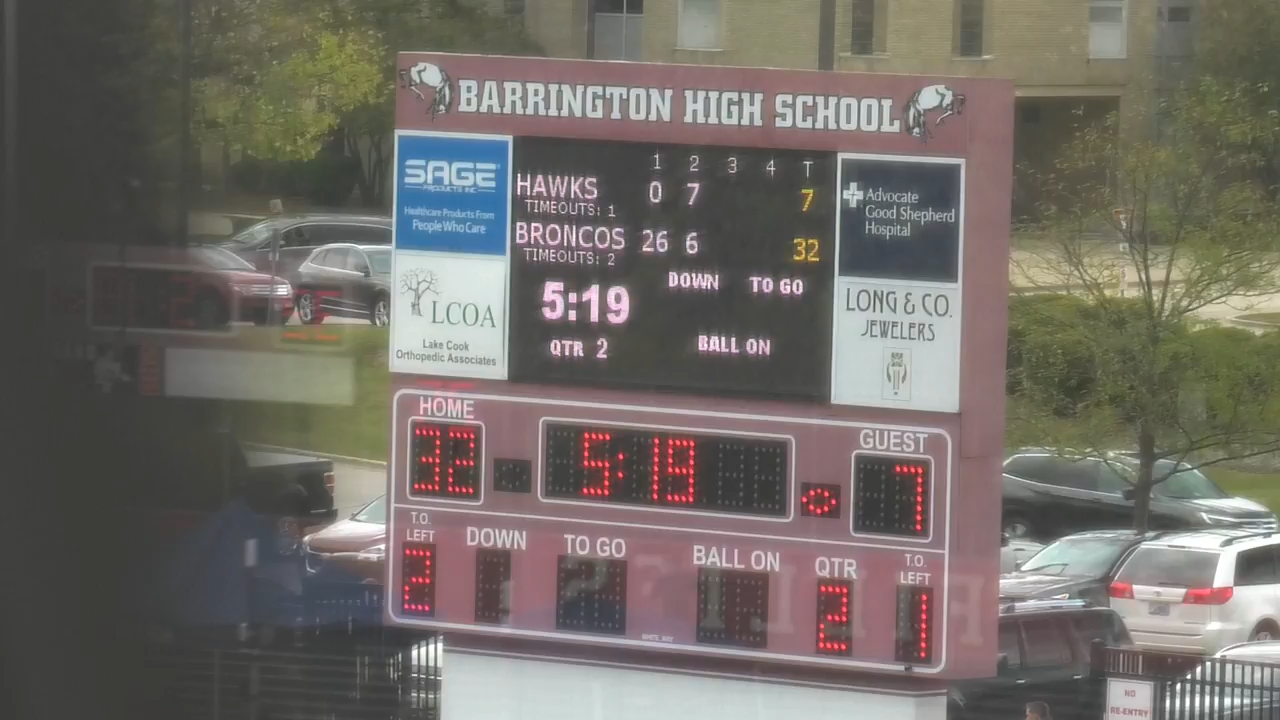 BARRINGTON HIGH SCHOOL
SAGE
PRODUCTS INC
Healthcare Products From
People Who Care
LCOA
Lake Cook
Orthopedic Associates
1 2 3 4 T
HAWKS 0 7 7
TIMEOUTS: 1
BRONCOS 26 6 32
TIMEOUTS: 2
DOWN TO GO
5:19
QTR 2 BALL ON
Advocate
Good Shepherd
Hospital
LONG & CO.
JEWELERS
HOME GUEST
32 5:19 7
T.O.
LEFT DOWN TO GO BALL ON QTR T.O.
LEFT
2 2 1
NO
RE-ENTRY